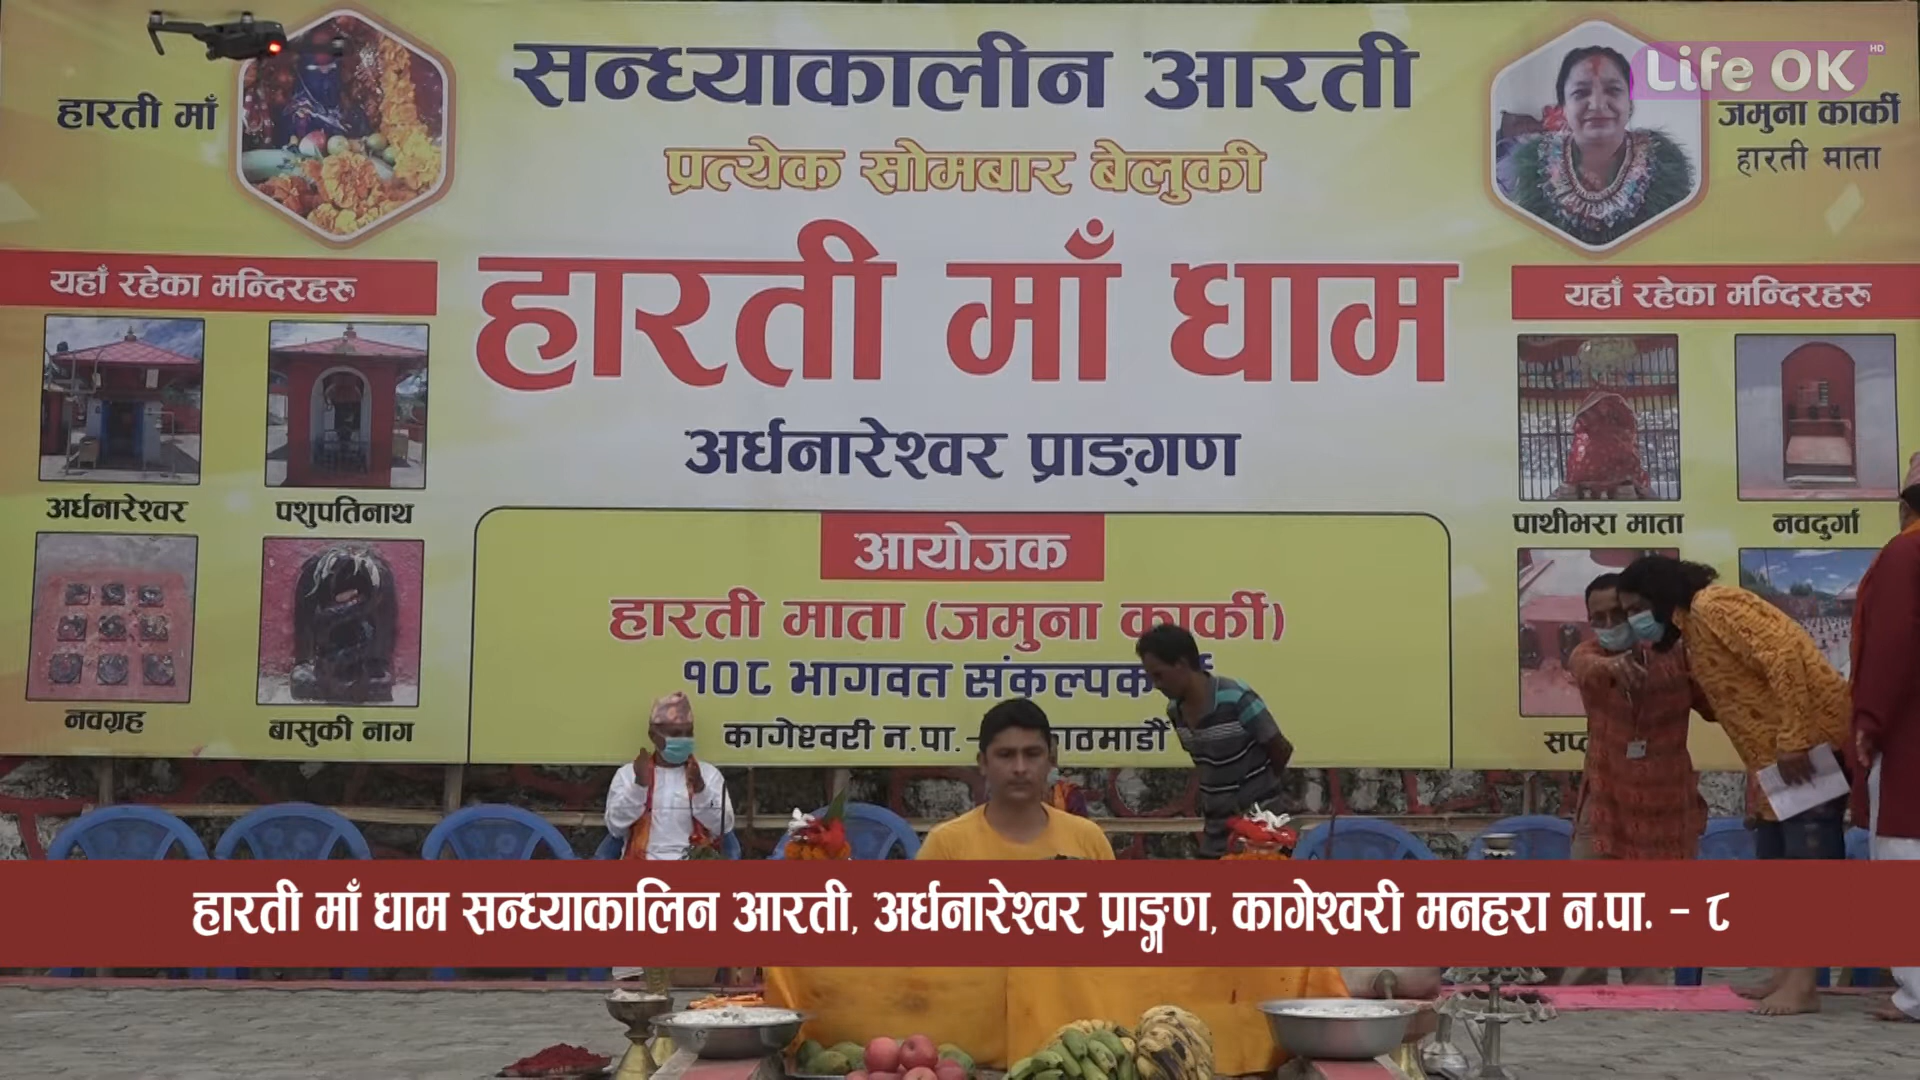 Life OK HD
हारती माँ
सन्ध्याकालीन आरती
प्रत्येक सोमबार बेलुकी
जमुना कार्की
हारती माता
हारती माँ धाम
अर्धनारेश्वर प्राङ्गण
यहाँ रहेका मन्दिरहरू
अर्धनारेश्वर
पशुपतिनाथ
नवग्रह
बासुकी नाग
यहाँ रहेका मन्दिरहरू
पाथीभरा माता
नवदुर्गा
आयोजक
हारती माता (जमुना कार्की)
१०८ भागवत
कागेश्वरी न.पा.-
हारती माँ धाम सन्ध्याकालिन आरती, अर्धनारेश्वर प्राङ्गण, कागेश्वरी मनहरा न.पा. - ८